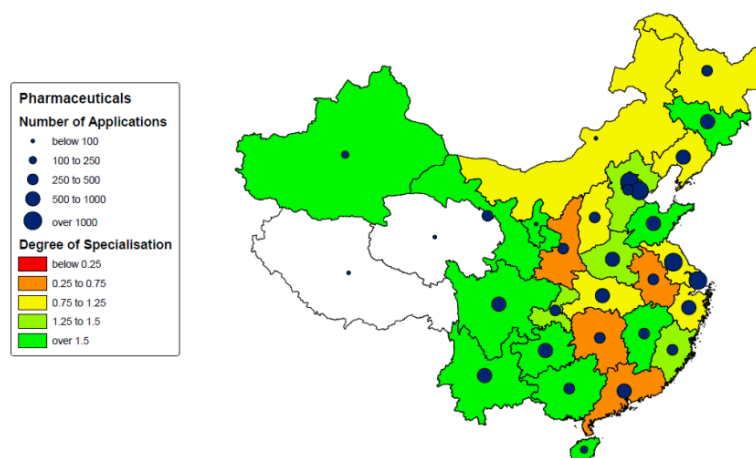 Pharmaceuticals
Number of Applications
below 100
100 to 250
250 to 500
500 to 1000
over 1000
Degree of Specialisation
below 0.25
0.25 to 0.75
0.75 to 1.25
1.25 to 1.5
over 1.5